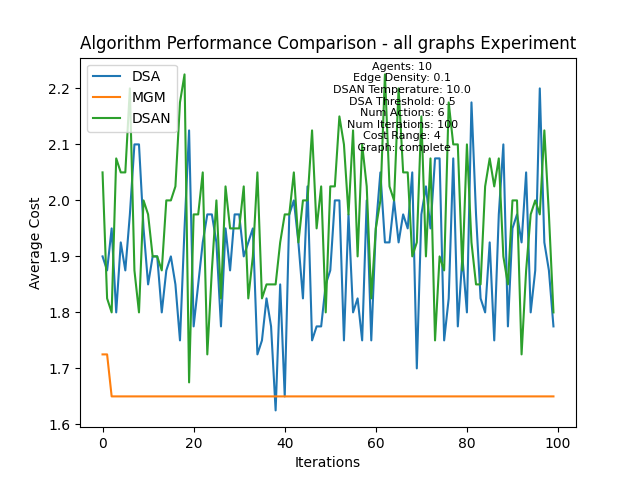 Algorithm Performance Comparison - all graphs Experiment
DSA
MGM
DSAN
Agents: 10
Edge Density: 0.1
DSAN Temperature: 10.0
DSA Threshold: 0.5
Num Actions: 6
Num Iterations: 100
Cost Range: 4
Graph: complete
Average Cost
2.2
2.1
2.0
1.9
1.8
1.7
1.6
0
20
40
60
80
100
Iterations